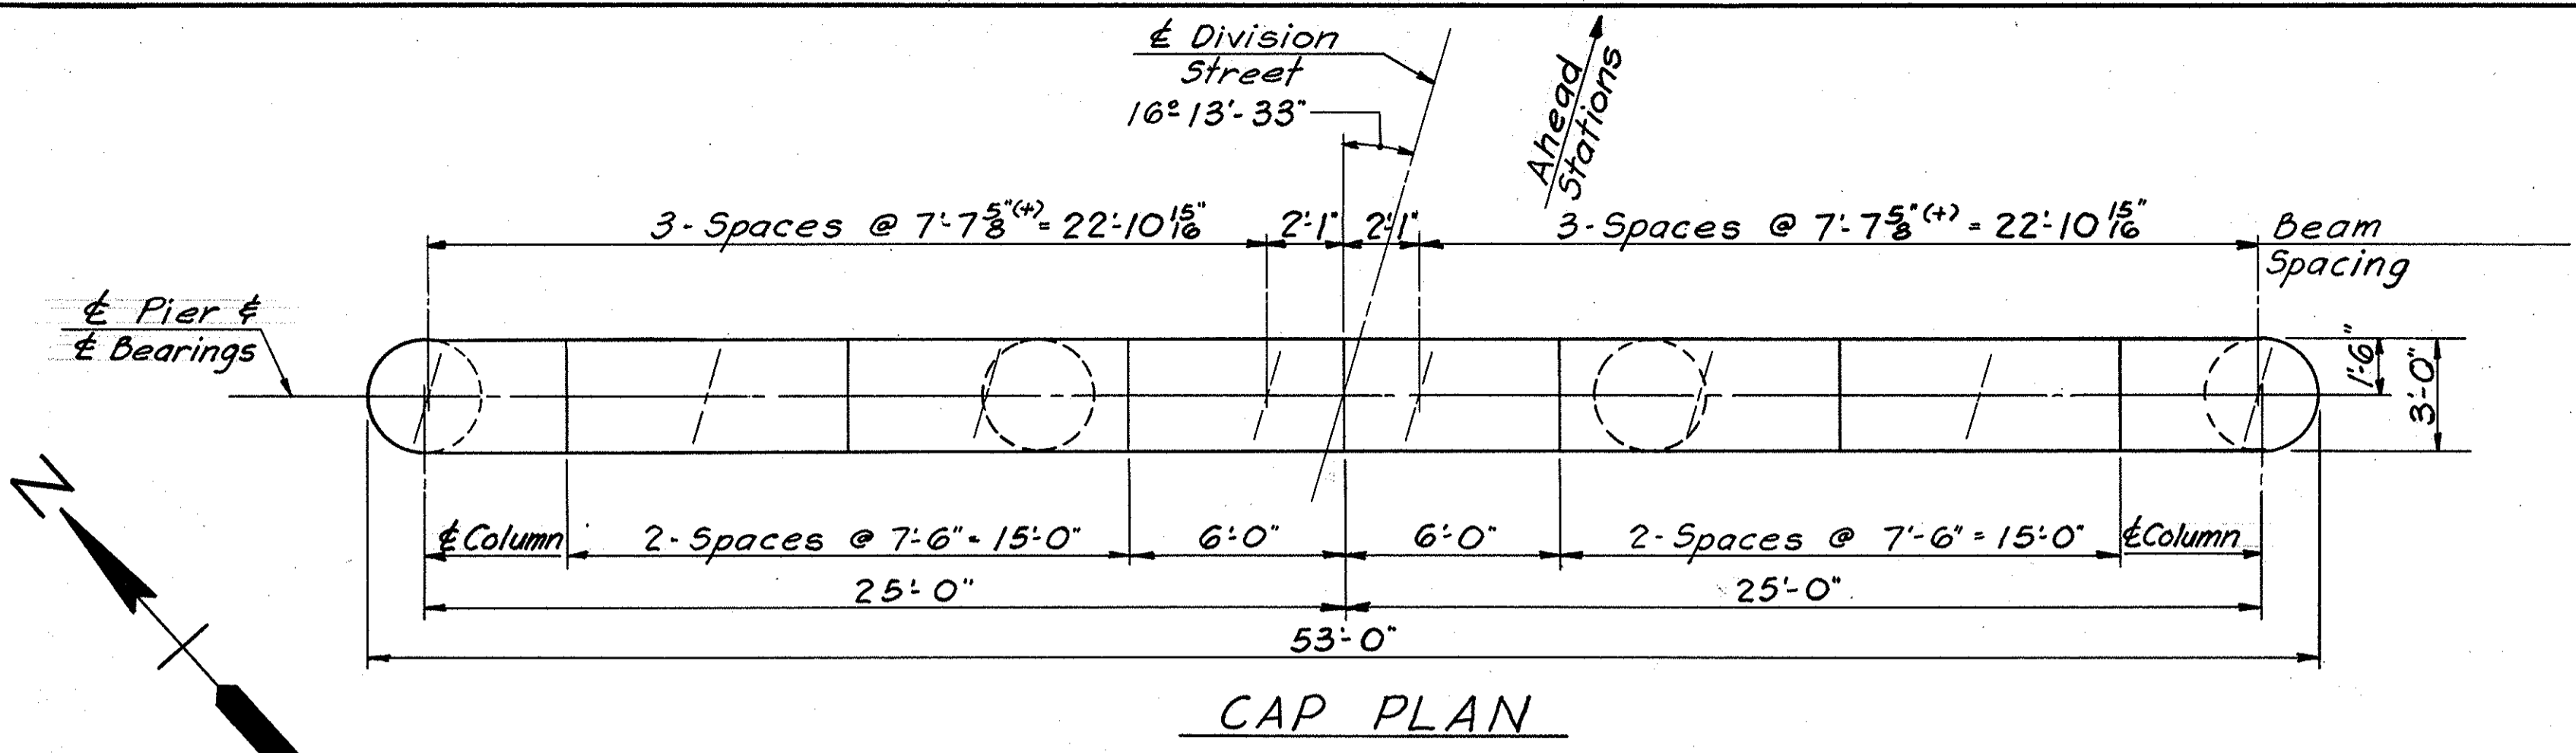 ℄ Division
Street
16º 13'-33"
Ahead
Stations
3-Spaces @ 7'-7 5/8"(+) = 22'-10 15/16"
2'-1"
2'-1"
3-Spaces @ 7'-7 5/8"(+) = 22'-10 15/16"
Beam
Spacing
℄ Pier &
℄ Bearings
1'-6"
3'-0"
N
℄ Column
2-Spaces @ 7'-6" = 15'-0"
6'-0"
6'-0"
2-Spaces @ 7'-6" = 15'-0"
℄ Column
25'-0"
25'-0"
53'-0"
CAP PLAN